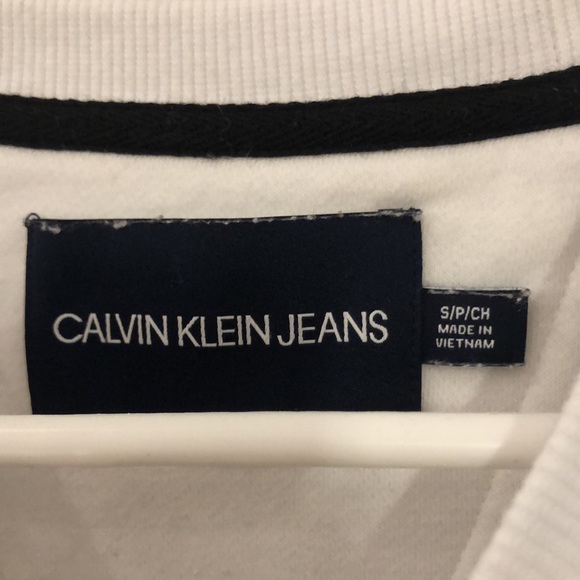 CALVIN KLEIN JEANS
S/P/CH
MADE IN
VIETNAM